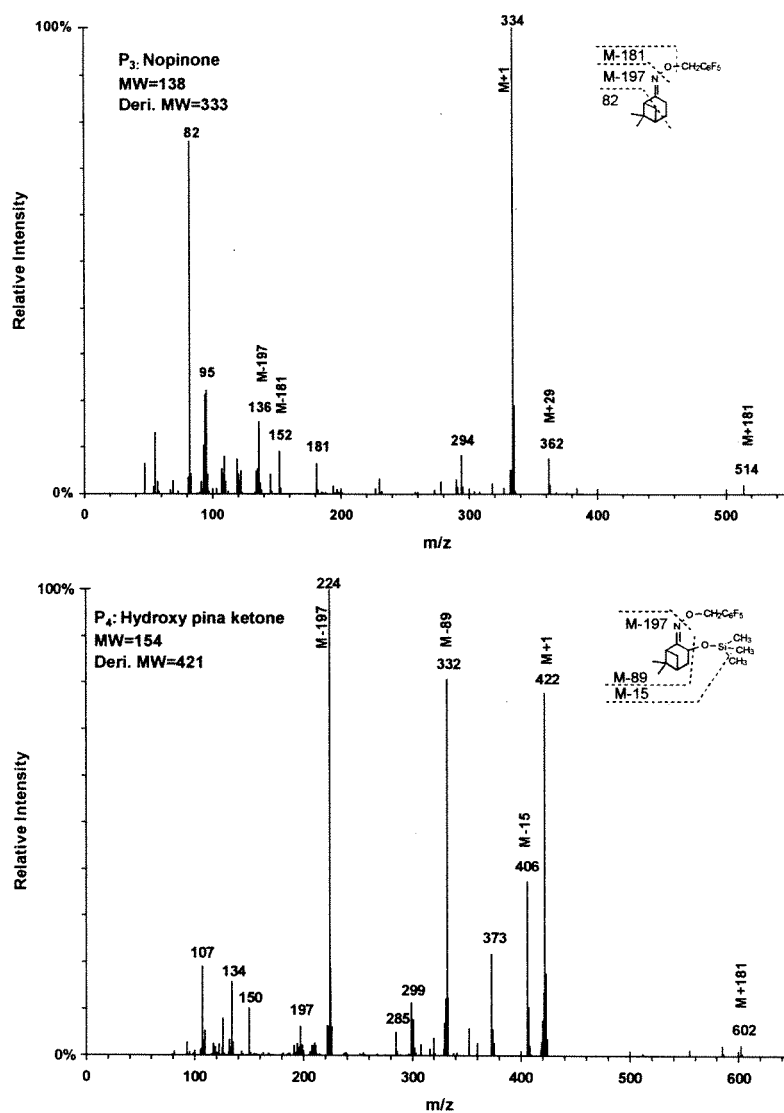 100%
334
P3: Nopinone
MW=138
Deri. MW=333
M+1
M-181
M-197
82
O-CH2C6F5
N
82
Relative Intensity
95
M-197
136
M-181
152
181
294
M+29
362
M+181
514
0%
0
100
200
300
400
500
m/z
100%
224
P4: Hydroxy pina ketone
MW=154
Deri. MW=421
M-197
M-89
332
M+1
422
M-197
O-CH2C6F5
N
O-Si
CH3
CH3
CH3
M-89
M-15
Relative Intensity
M-15
406
107
134
150
197
285
299
373
M+181
602
0%
0
100
200
300
400
500
600
m/z